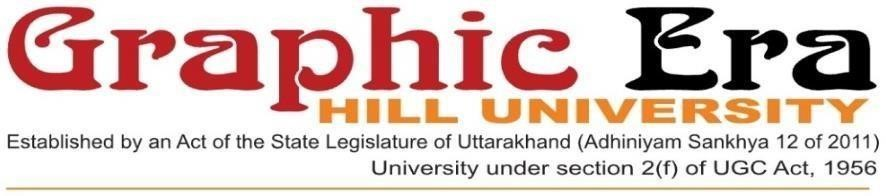 Graphic Era
HILL UNIVERSITY
Established by an Act of the State Legislature of Uttarakhand (Adhiniyam Sankhya 12 of 2011)
University under section 2(f) of UGC Act, 1956